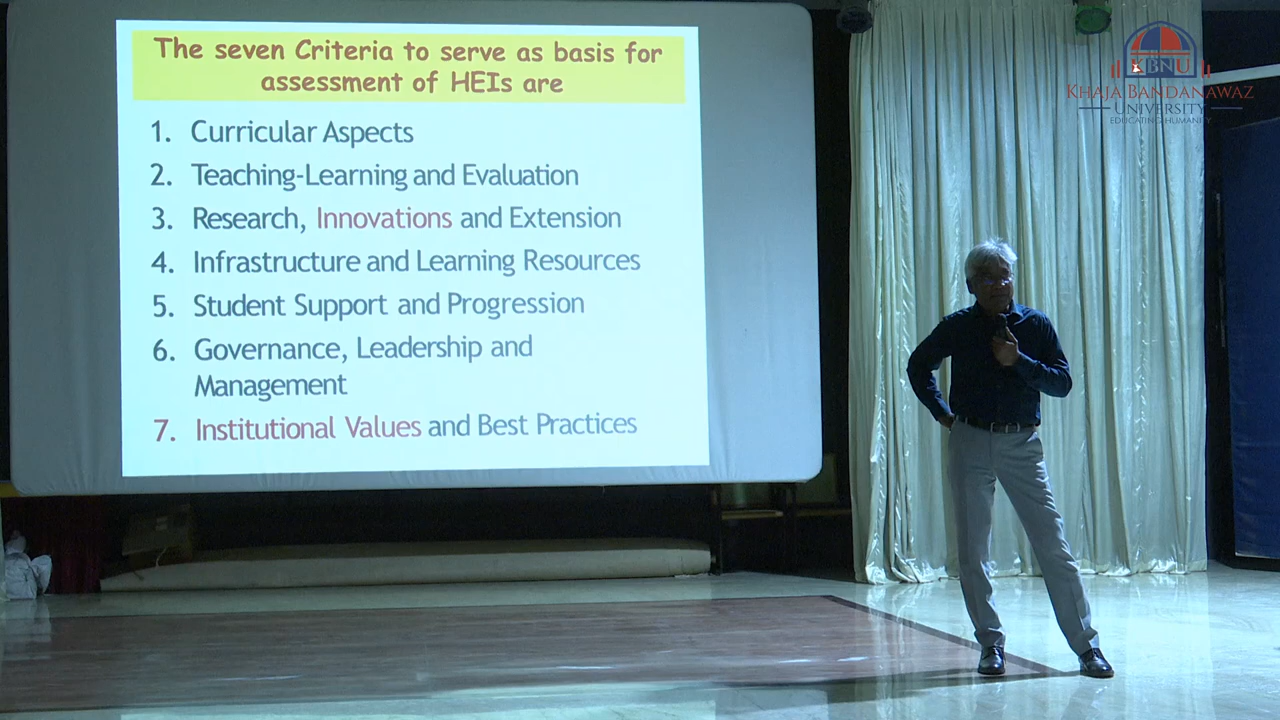 The seven Criteria to serve as basis for
assessment of HEIs are
1. Curricular Aspects
2. Teaching-Learning and Evaluation
3. Research, Innovations and Extension
4. Infrastructure and Learning Resources
5. Student Support and Progression
6. Governance, Leadership and
Management
7. Institutional Values and Best Practices
KBNU
KHAJA BANDANAWAZ
UNIVERSITY
EDUCATING HUMANITY